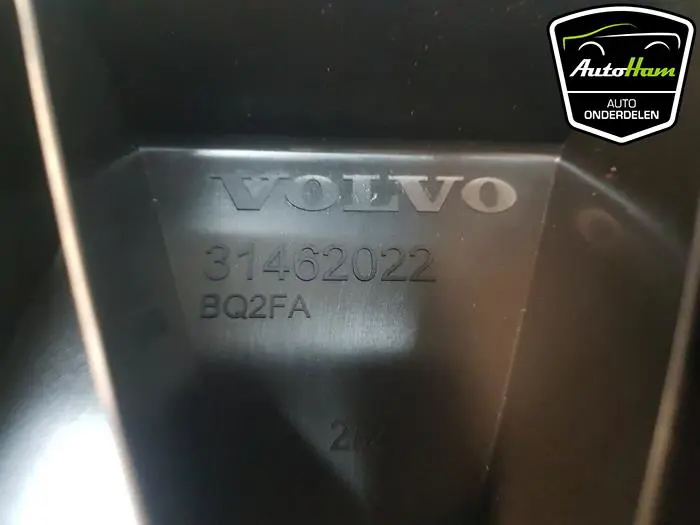 AutoHam
AUTO
ONDERDELEN
VOLVO
31462022
BQ2FA